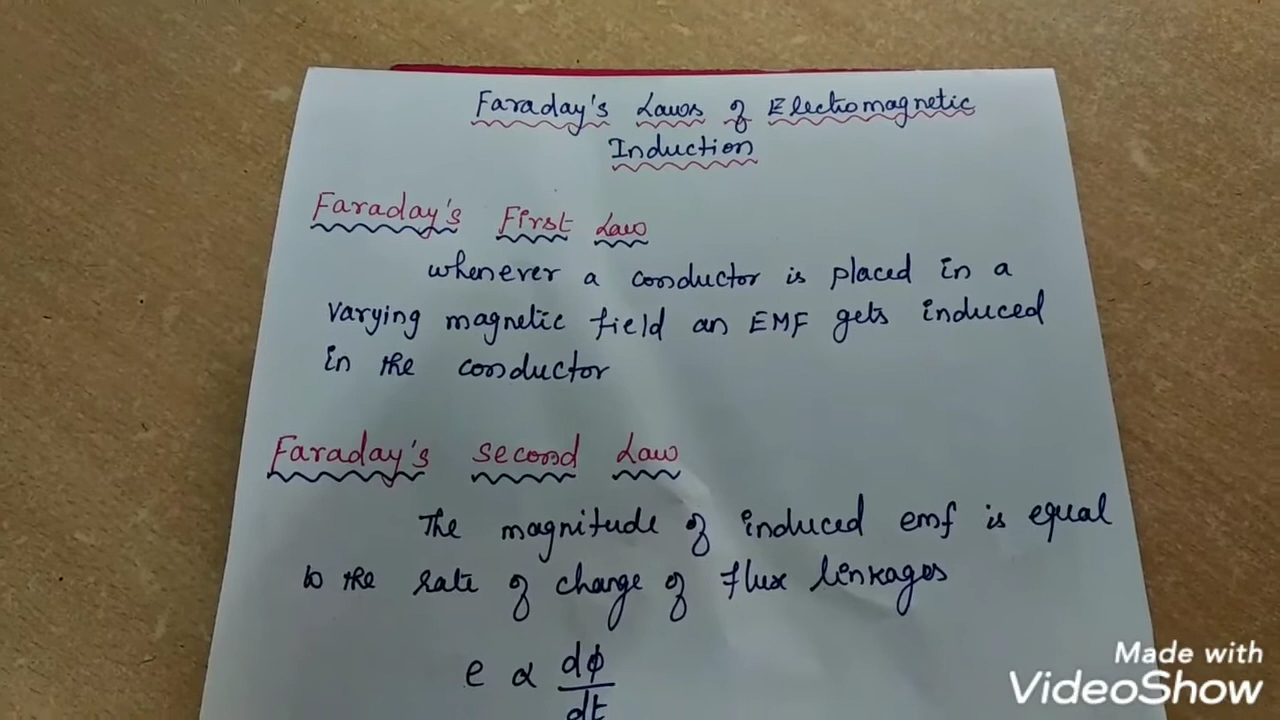 Faraday's Laws of Electromagnetic
Induction
Faraday's First Law
whenever a conductor is placed in a
varying magnetic field an EMF gets induced
in the conductor
Faraday's second Law
The magnitude of induced emf is equal
to the rate of change of flux linkages
e ∝ dϕ/dt
Made with
VideoShow